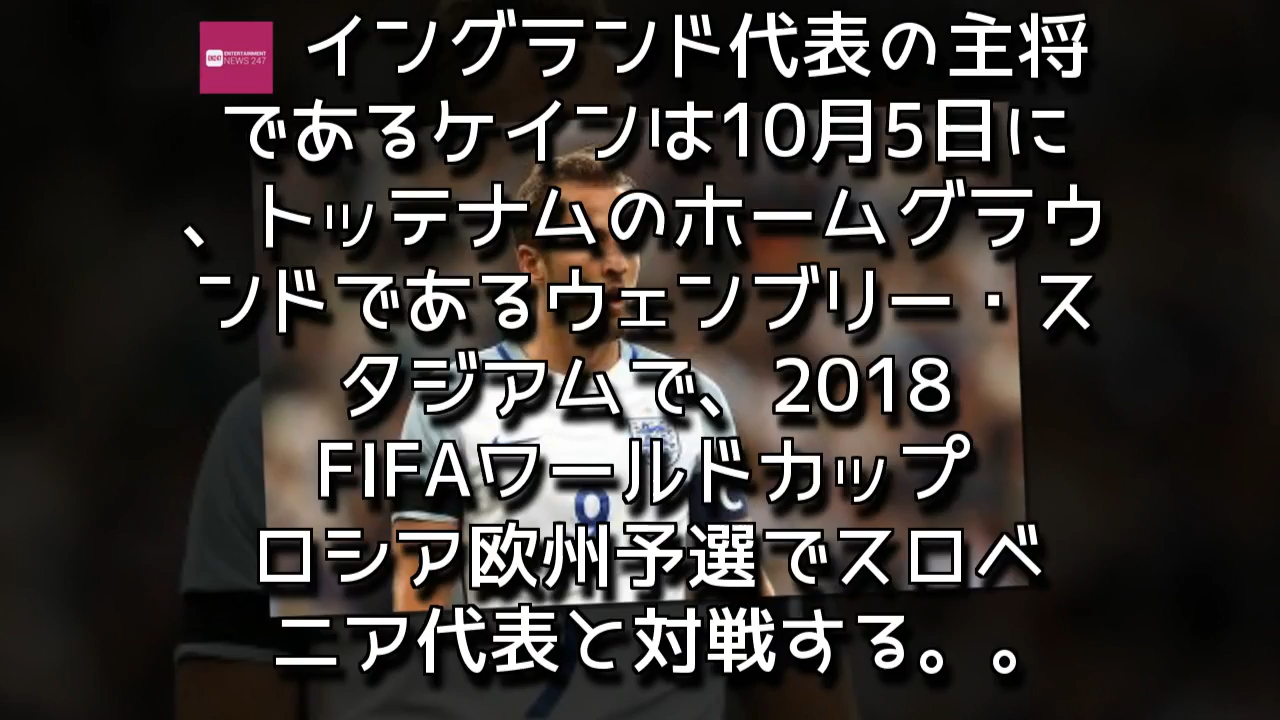 ENTERTAINMENT
NEWS 247
イングランド代表の主将
であるケインは10月5日に
、トッテナムのホームグラウ
ンドであるウェンブリー・ス
タジアムで、2018
FIFAワールドカップ
ロシア欧州予選でスロベ
ニア代表と対戦する。。
9
C